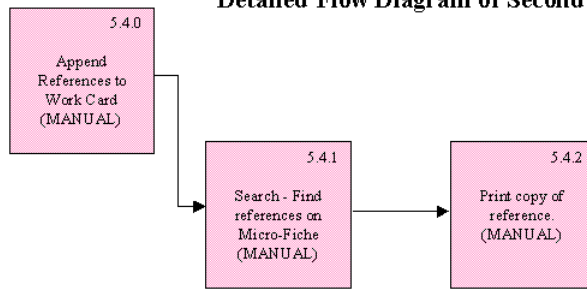 Detailed Flow Diagram of Second
5.4.0
Append
References to
Work Card
(MANUAL)
5.4.1
Search - Find
references on
Micro-Fiche
(MANUAL)
5.4.2
Print copy of
reference.
(MANUAL)